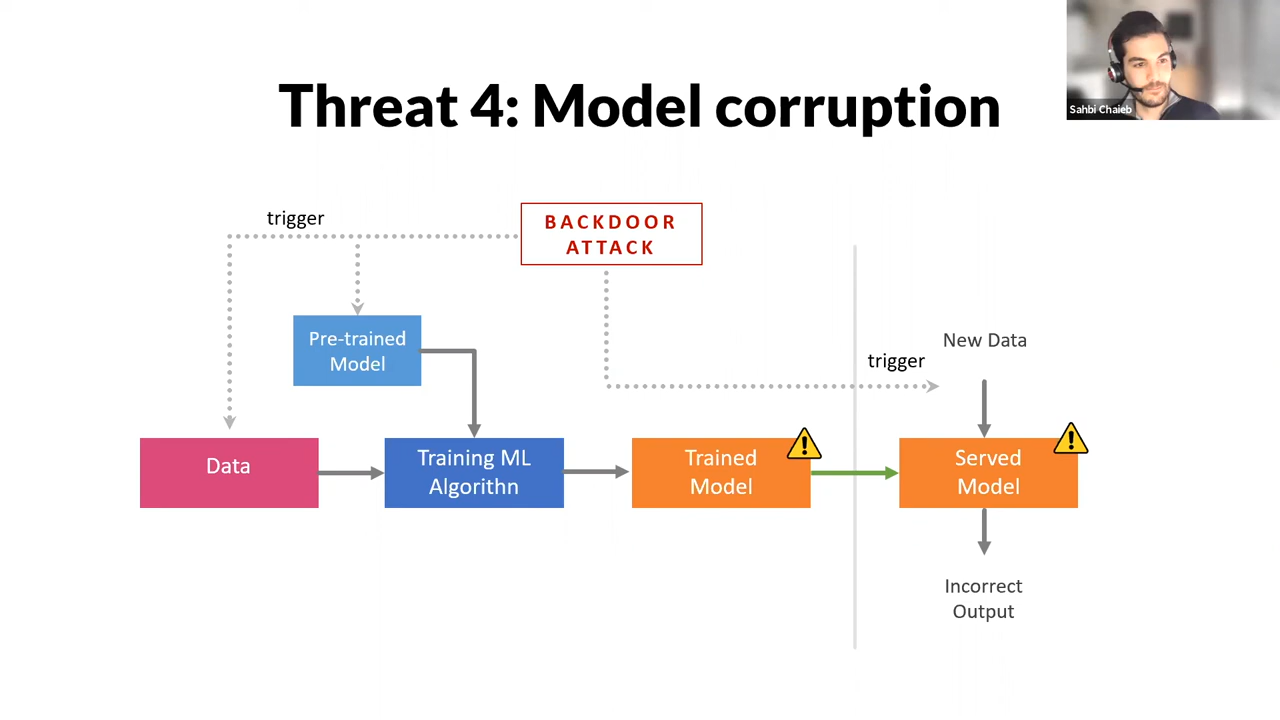 Threat 4: Model corruption
Sahbi Chaieb
trigger
BACKDOOR
ATTACK
Pre-trained
Model
New Data
trigger
Data
Training ML
Algorithn
Trained
Model
Served
Model
Incorrect
Output